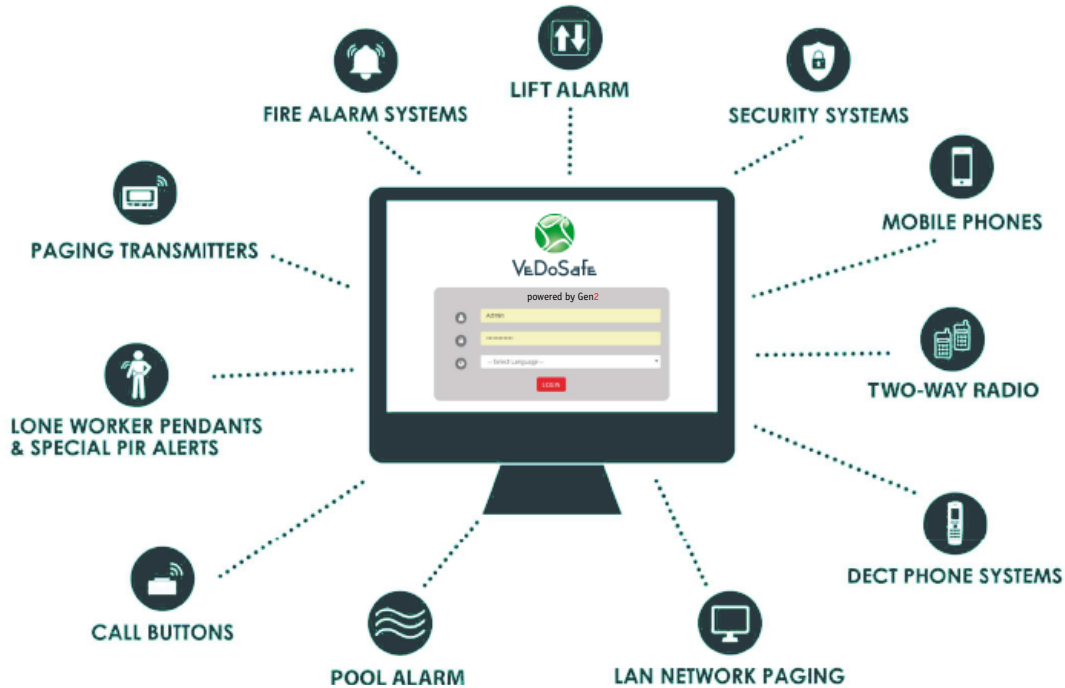 LIFT ALARM
FIRE ALARM SYSTEMS
SECURITY SYSTEMS
MOBILE PHONES
PAGING TRANSMITTERS
VeDoSafe
powered by Gen2
Admin
-- Select Language --
LOGIN
TWO-WAY RADIO
LONE WORKER PENDANTS
& SPECIAL PIR ALERTS
DECT PHONE SYSTEMS
CALL BUTTONS
POOL ALARM
LAN NETWORK PAGING